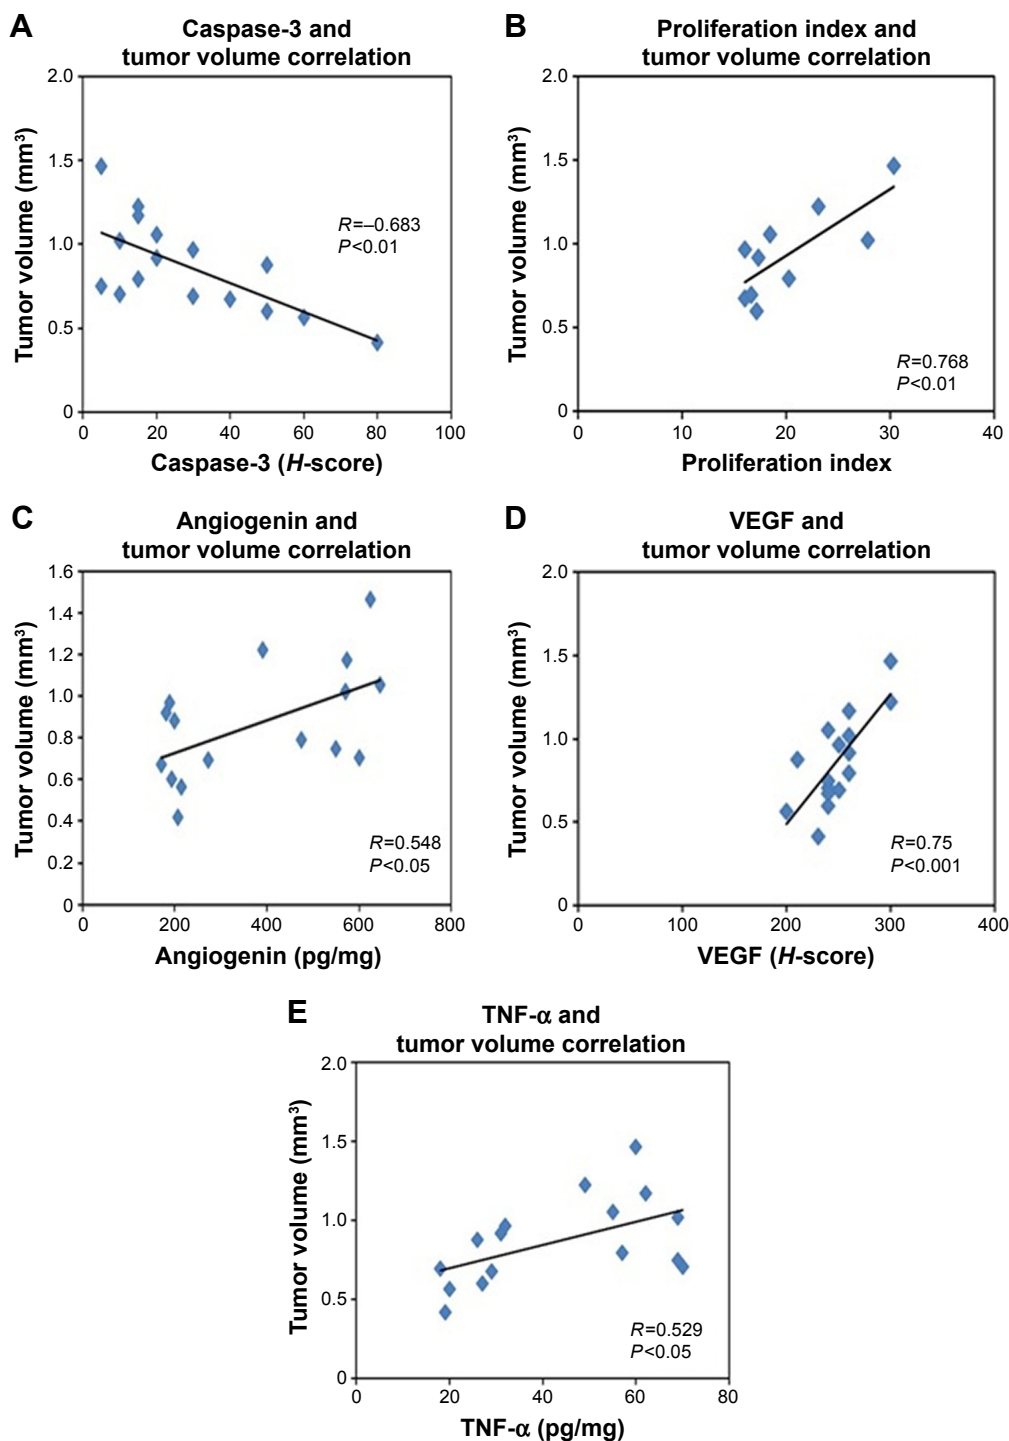 A
Caspase-3 and
tumor volume correlation
2.0
1.5
1.0
0.5
0
Tumor volume (mm³)
R=–0.683
P<0.01
0 20 40 60 80 100
Caspase-3 (H-score)
B
Proliferation index and
tumor volume correlation
2.0
1.5
1.0
0.5
0
Tumor volume (mm³)
R=0.768
P<0.01
0 10 20 30 40
Proliferation index
C
Angiogenin and
tumor volume correlation
1.6
1.4
1.2
1.0
0.8
0.6
0.4
0.2
0
Tumor volume (mm³)
R=0.548
P<0.05
0 200 400 600 800
Angiogenin (pg/mg)
D
VEGF and
tumor volume correlation
2.0
1.5
1.0
0.5
0
Tumor volume (mm³)
R=0.75
P<0.001
0 100 200 300 400
VEGF (H-score)
E
TNF-α and
tumor volume correlation
2.0
1.5
1.0
0.5
0
Tumor volume (mm³)
R=0.529
P<0.05
0 20 40 60 80
TNF-α (pg/mg)